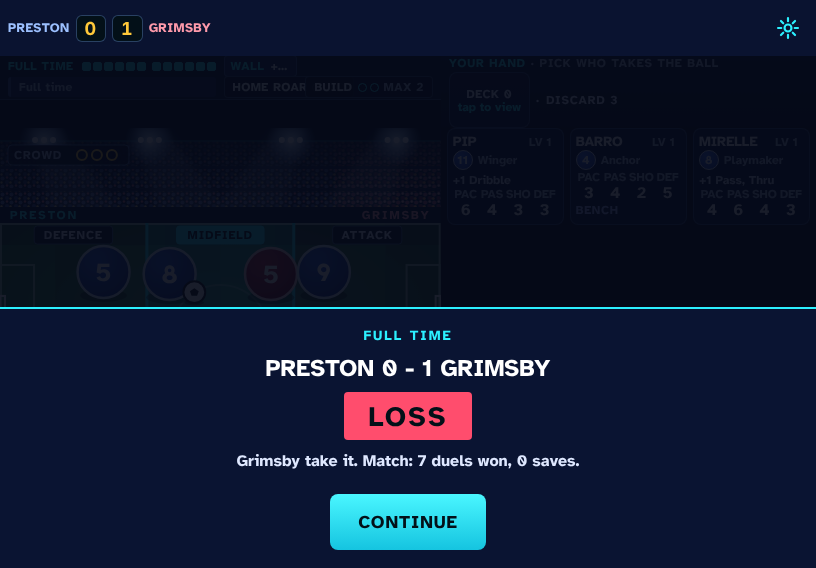 PRESTON 0 1 GRIMSBY
FULL TIME
WALL +...
Full time
HOME ROAR BUILD MAX 2
CROWD
PRESTON GRIMSBY
DEFENCE MIDFIELD ATTACK
5 8 5 9
YOUR HAND - PICK WHO TAKES THE BALL
DECK 0
tap to view
· DISCARD 3
PIP LV 1
11 Winger
+1 Dribble
PAC PAS SHO DEF
6 4 3 3
BARRO LV 1
4 Anchor
PAC PAS SHO DEF
3 4 2 5
BENCH
MIRELLE LV 1
8 Playmaker
+1 Pass, Thru
PAC PAS SHO DEF
4 6 4 3
FULL TIME
PRESTON 0 - 1 GRIMSBY
LOSS
Grimsby take it. Match: 7 duels won, 0 saves.
CONTINUE